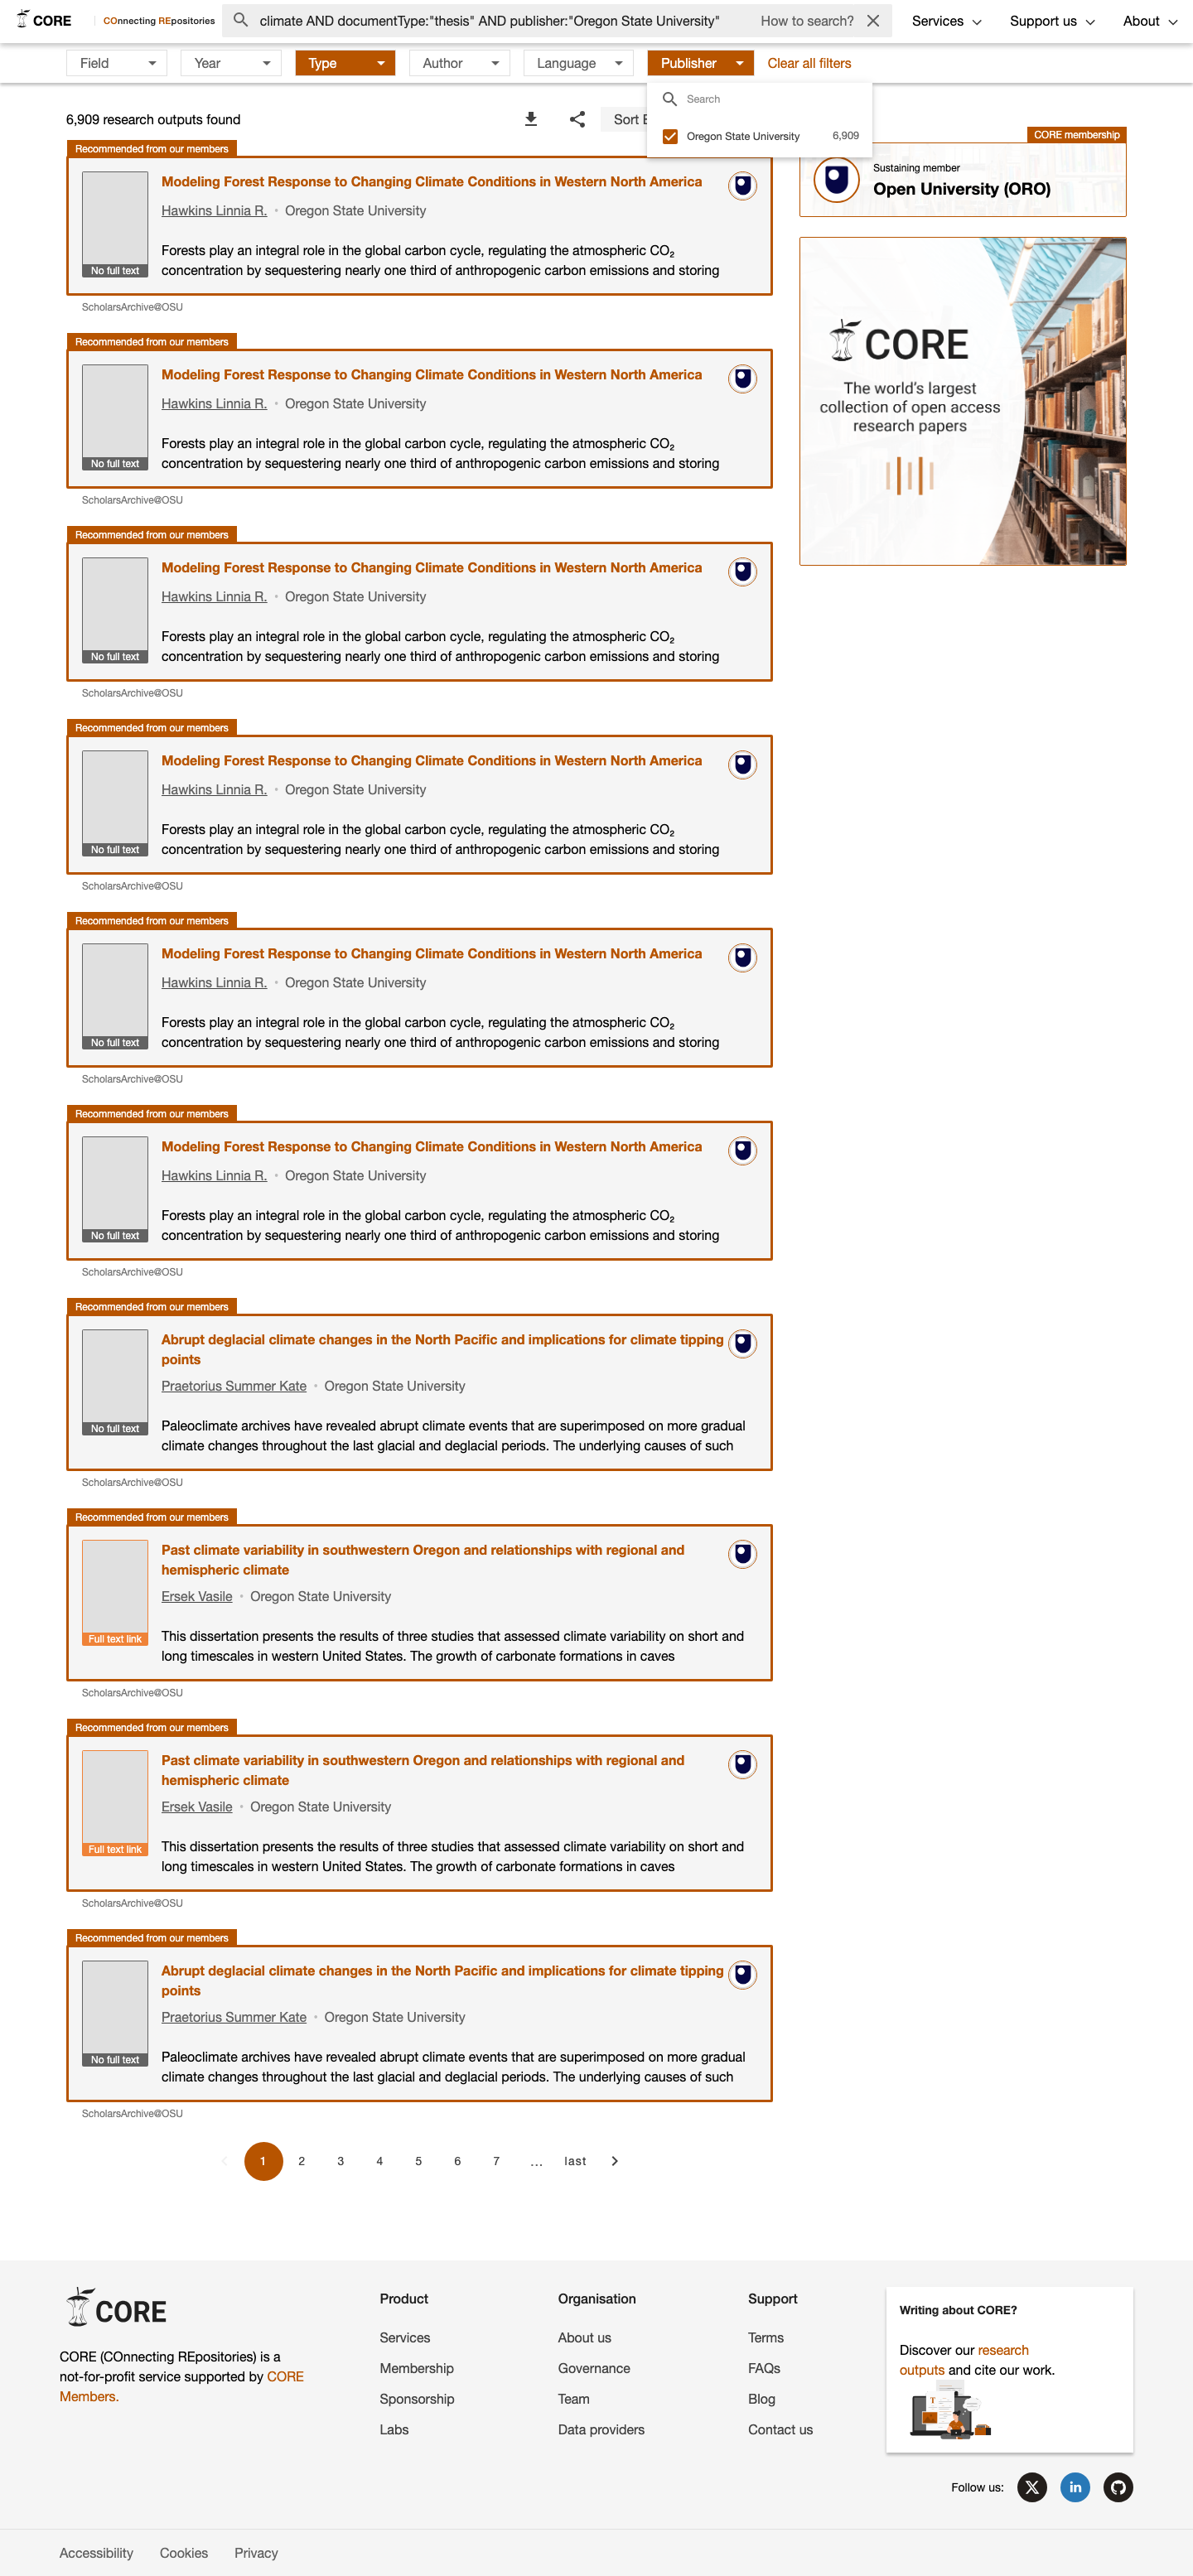 CORE
COnnecting REpositories
climate AND documentType:"thesis" AND publisher:"Oregon State University"
How to search?
Services
Support us
About
Field
Year
Type
Author
Language
Publisher
Clear all filters
Search
Oregon State University 6,909
6,909 research outputs found
Sort
CORE membership
Sustaining member
Open University (ORO)
CORE
The world's largest
collection of open access
research papers
Recommended from our members
Modeling Forest Response to Changing Climate Conditions in Western North America
Hawkins Linnia R. • Oregon State University
Forests play an integral role in the global carbon cycle, regulating the atmospheric CO₂
concentration by sequestering nearly one third of anthropogenic carbon emissions and storing
No full text
ScholarsArchive@OSU
Recommended from our members
Modeling Forest Response to Changing Climate Conditions in Western North America
Hawkins Linnia R. • Oregon State University
Forests play an integral role in the global carbon cycle, regulating the atmospheric CO₂
concentration by sequestering nearly one third of anthropogenic carbon emissions and storing
No full text
ScholarsArchive@OSU
Recommended from our members
Modeling Forest Response to Changing Climate Conditions in Western North America
Hawkins Linnia R. • Oregon State University
Forests play an integral role in the global carbon cycle, regulating the atmospheric CO₂
concentration by sequestering nearly one third of anthropogenic carbon emissions and storing
No full text
ScholarsArchive@OSU
Recommended from our members
Modeling Forest Response to Changing Climate Conditions in Western North America
Hawkins Linnia R. • Oregon State University
Forests play an integral role in the global carbon cycle, regulating the atmospheric CO₂
concentration by sequestering nearly one third of anthropogenic carbon emissions and storing
No full text
ScholarsArchive@OSU
Recommended from our members
Modeling Forest Response to Changing Climate Conditions in Western North America
Hawkins Linnia R. • Oregon State University
Forests play an integral role in the global carbon cycle, regulating the atmospheric CO₂
concentration by sequestering nearly one third of anthropogenic carbon emissions and storing
No full text
ScholarsArchive@OSU
Recommended from our members
Modeling Forest Response to Changing Climate Conditions in Western North America
Hawkins Linnia R. • Oregon State University
Forests play an integral role in the global carbon cycle, regulating the atmospheric CO₂
concentration by sequestering nearly one third of anthropogenic carbon emissions and storing
No full text
ScholarsArchive@OSU
Recommended from our members
Abrupt deglacial climate changes in the North Pacific and implications for climate tipping
points
Praetorius Summer Kate • Oregon State University
Paleoclimate archives have revealed abrupt climate events that are superimposed on more gradual
No full text
climate changes throughout the last glacial and deglacial periods. The underlying causes of such
ScholarsArchive@OSU
Recommended from our members
Past climate variability in southwestern Oregon and relationships with regional and
hemispheric climate
Ersek Vasile • Oregon State University
This dissertation presents the results of three studies that assessed climate variability on short and
Full text link
long timescales in western United States. The growth of carbonate formations in caves
ScholarsArchive@OSU
Recommended from our members
Past climate variability in southwestern Oregon and relationships with regional and
hemispheric climate
Ersek Vasile • Oregon State University
This dissertation presents the results of three studies that assessed climate variability on short and
Full text link
long timescales in western United States. The growth of carbonate formations in caves
ScholarsArchive@OSU
Recommended from our members
Abrupt deglacial climate changes in the North Pacific and implications for climate tipping
points
Praetorius Summer Kate • Oregon State University
Paleoclimate archives have revealed abrupt climate events that are superimposed on more gradual
No full text
climate changes throughout the last glacial and deglacial periods. The underlying causes of such
ScholarsArchive@OSU
1 2 3 4 5 6 7 ... last
CORE
CORE (COnnecting REpositories) is a
not-for-profit service supported by CORE
Members.
Product
Services
Membership
Sponsorship
Labs
Organisation
About us
Governance
Team
Data providers
Support
Terms
FAQs
Blog
Contact us
Writing about CORE?
Discover our research
outputs and cite our work.
Follow us:
in
Accessibility
Cookies
Privacy